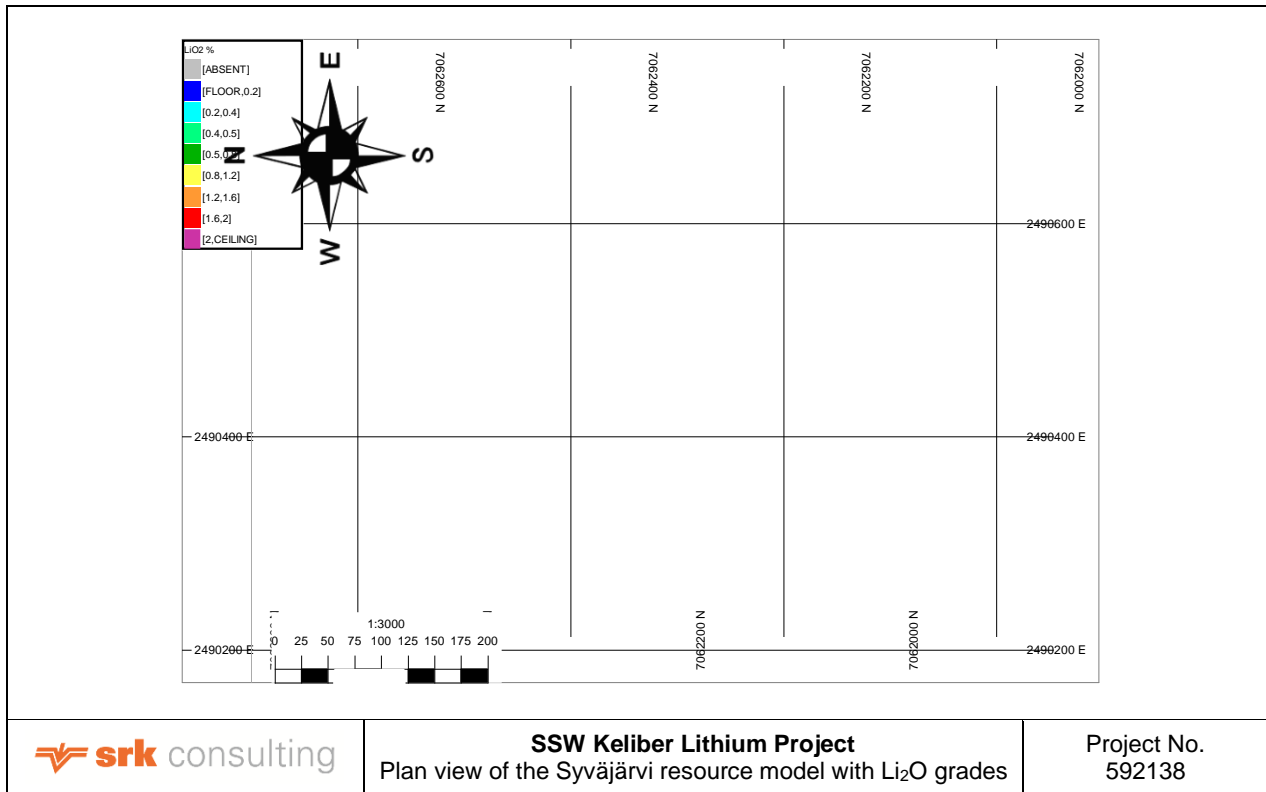 LiO2 %
[ABSENT]
[FLOOR,0.2]
[0.2,0.4]
[0.4,0.5]
[0.8,1.2]
[1.2,1.6]
[1.6,2]
[2,CEILING]
E
N
S
W
7062600 N
7062400 N
7062200 N
7062000 N
2490600 E
2490400 E
2490400 E
2490200 E
2490200 E
7062200 N
7062000 N
1:3000
0 25 50 75 100 125 150 175 200
srk consulting
SSW Keliber Lithium Project
Plan view of the Syväjärvi resource model with Li₂O grades
Project No.
592138